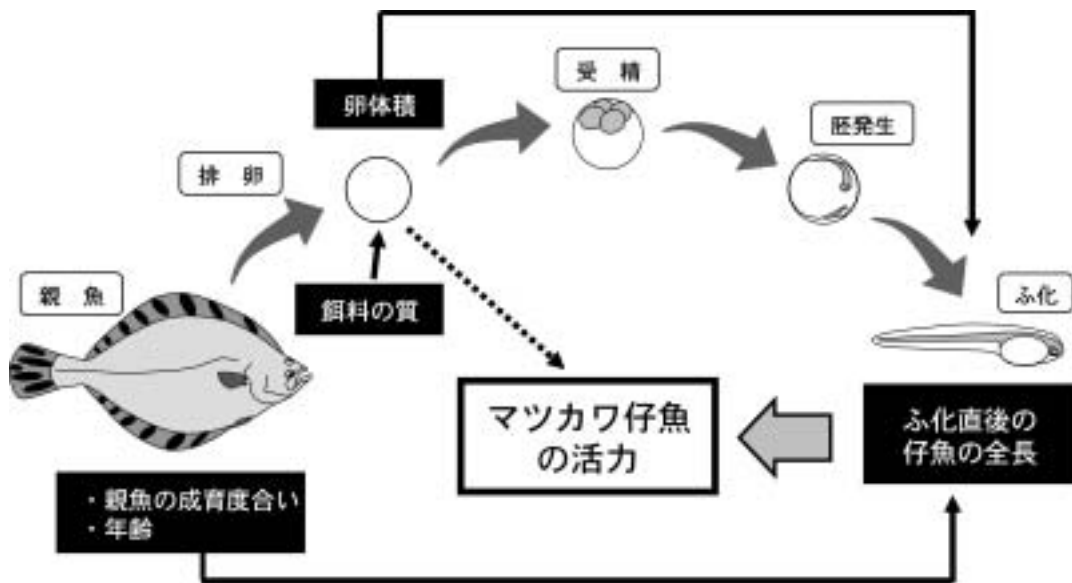 受 精
卵体積
胚発生
排 卵
親 魚
餌料の質
ふ化
マツカワ仔魚
の活力
ふ化直後の
仔魚の全長
・親魚の成育度合い
・年齢